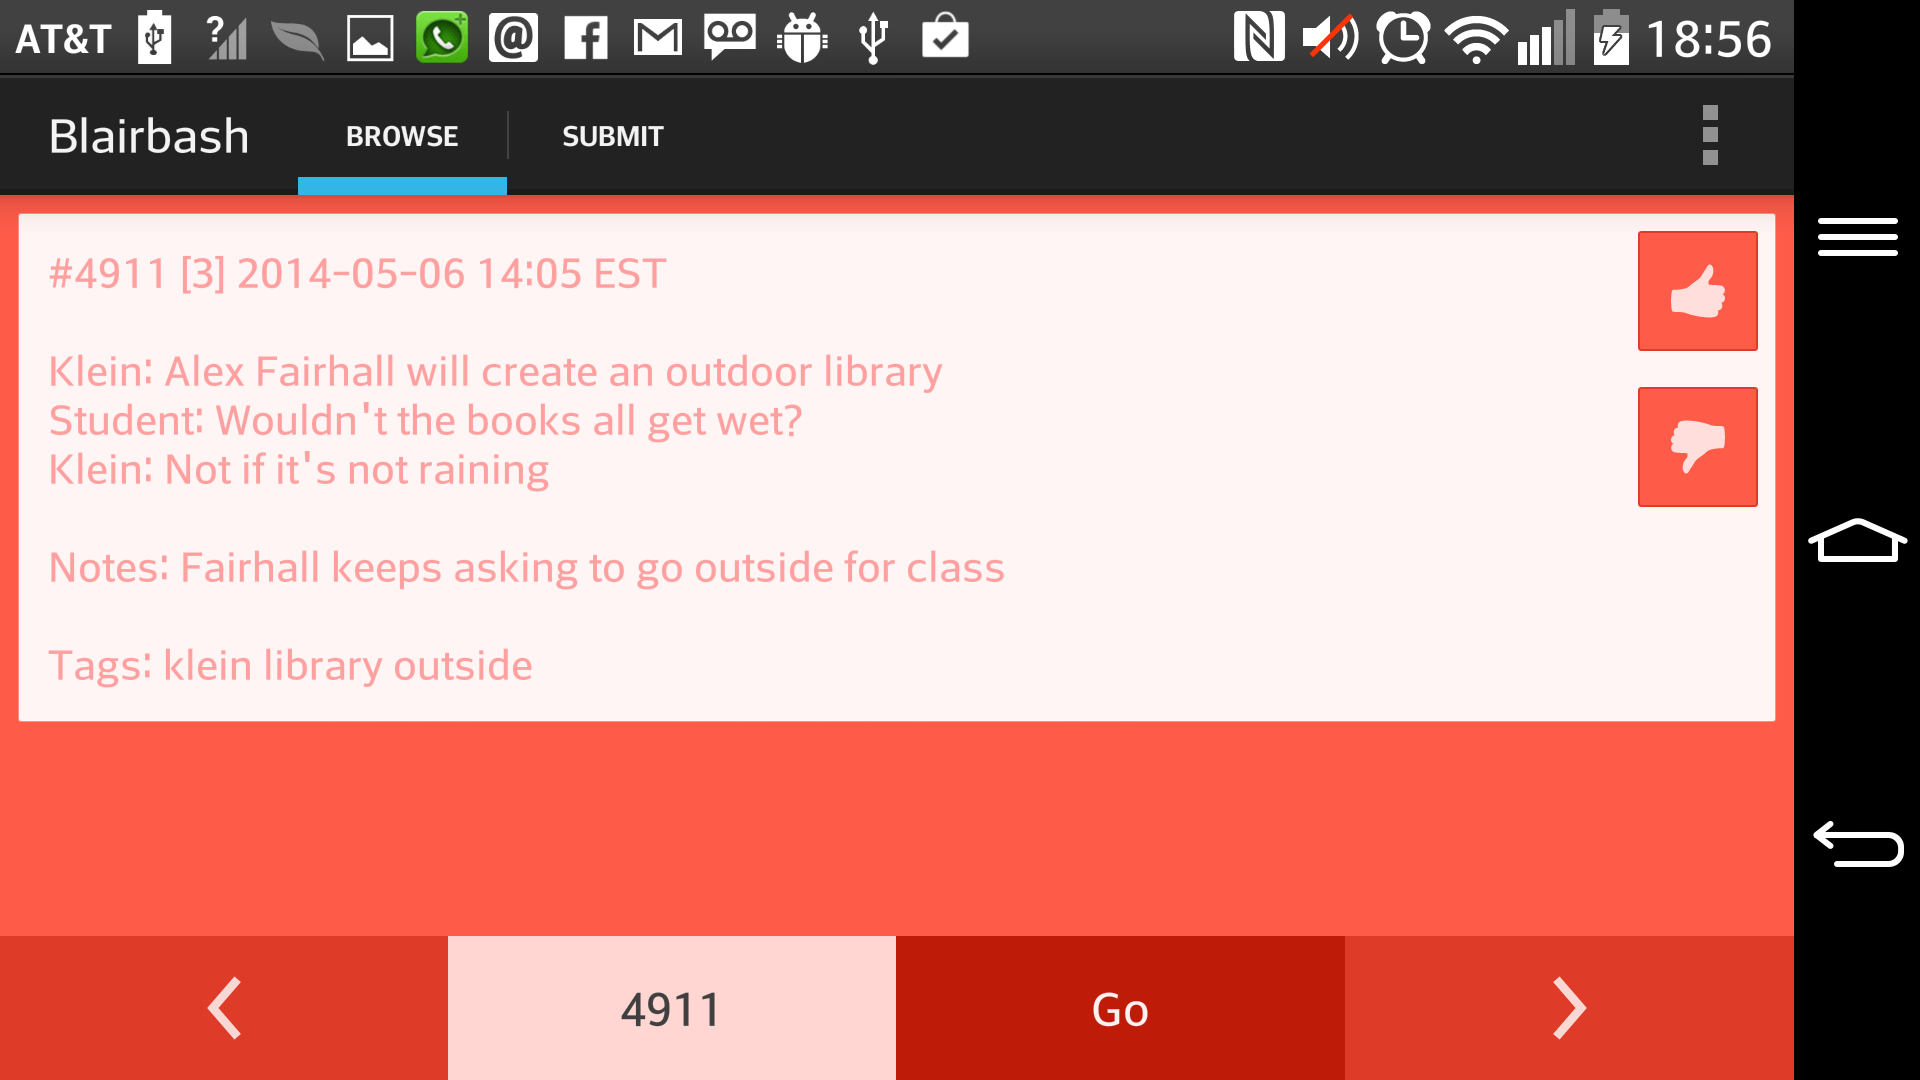 AT&T 18:56
Blairbash BROWSE SUBMIT
#4911 [3] 2014-05-06 14:05 EST
Klein: Alex Fairhall will create an outdoor library
Student: Wouldn't the books all get wet?
Klein: Not if it's not raining
Notes: Fairhall keeps asking to go outside for class
Tags: klein library outside
4911 Go